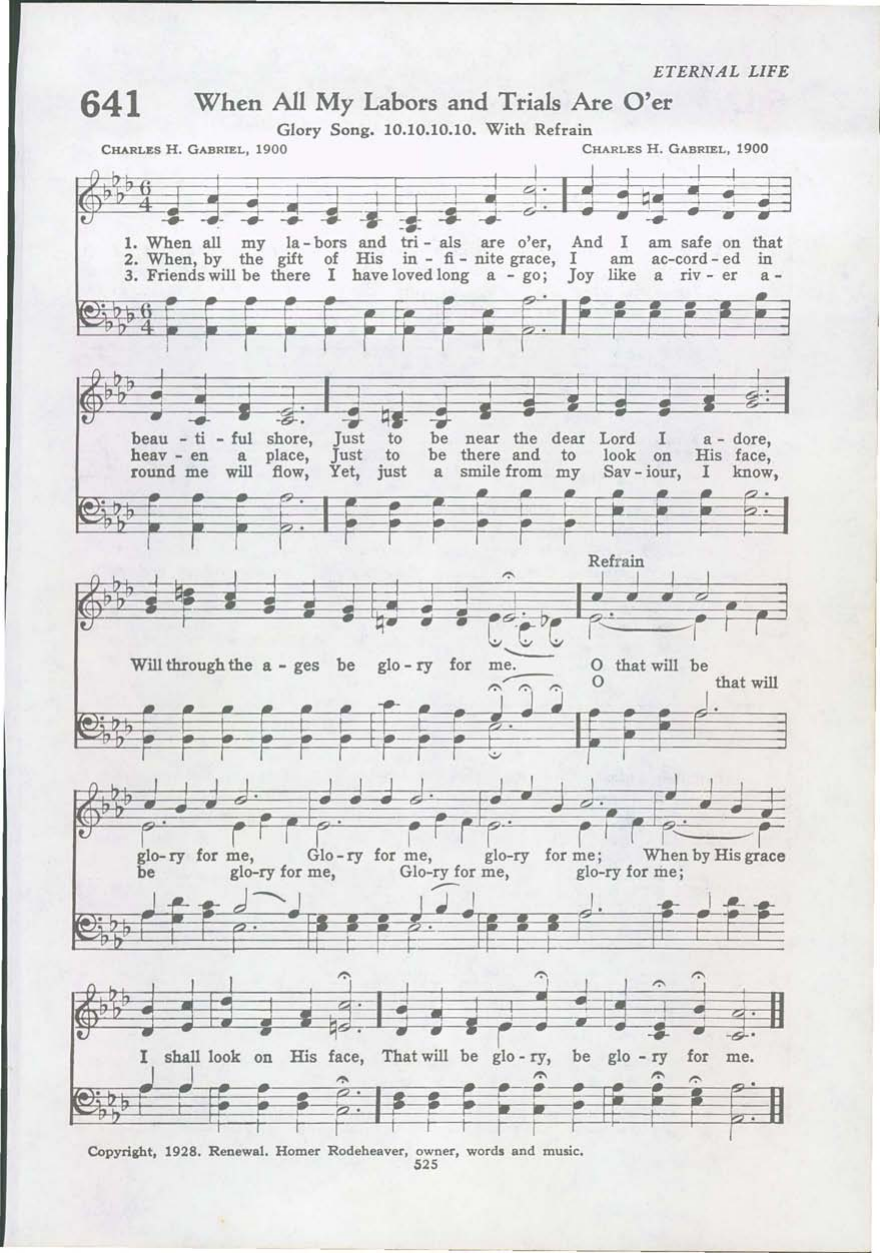 ETERNAL LIFE
641 When All My Labors and Trials Are O'er
Glory Song. 10.10.10.10. With Refrain
CHARLES H. GABRIEL, 1900 CHARLES H. GABRIEL, 1900
6 4
1. When all my la - bors and tri - als are o'er, And I am safe on that
2. When, by the gift of His in - fi - nite grace, I am ac-cord - ed in
3. Friends will be there I have loved long a - go; Joy like a riv - er a -
6 4
beau - ti - ful shore, Just to be near the dear Lord I a - dore,
heav - en a place, Just to be there and to look on His face,
round me will flow, Yet, just a smile from my Sav - iour, I know,
Refrain
Will through the a - ges be glo - ry for me. O that will be
O that will
glo-ry for me, Glo-ry for me, glo-ry for me; When by His grace
be glo-ry for me, Glo-ry for me, glo-ry for me;
I shall look on His face, That will be glo - ry, be glo - ry for me.
Copyright, 1928. Renewal. Homer Rodeheaver, owner, words and music.
525